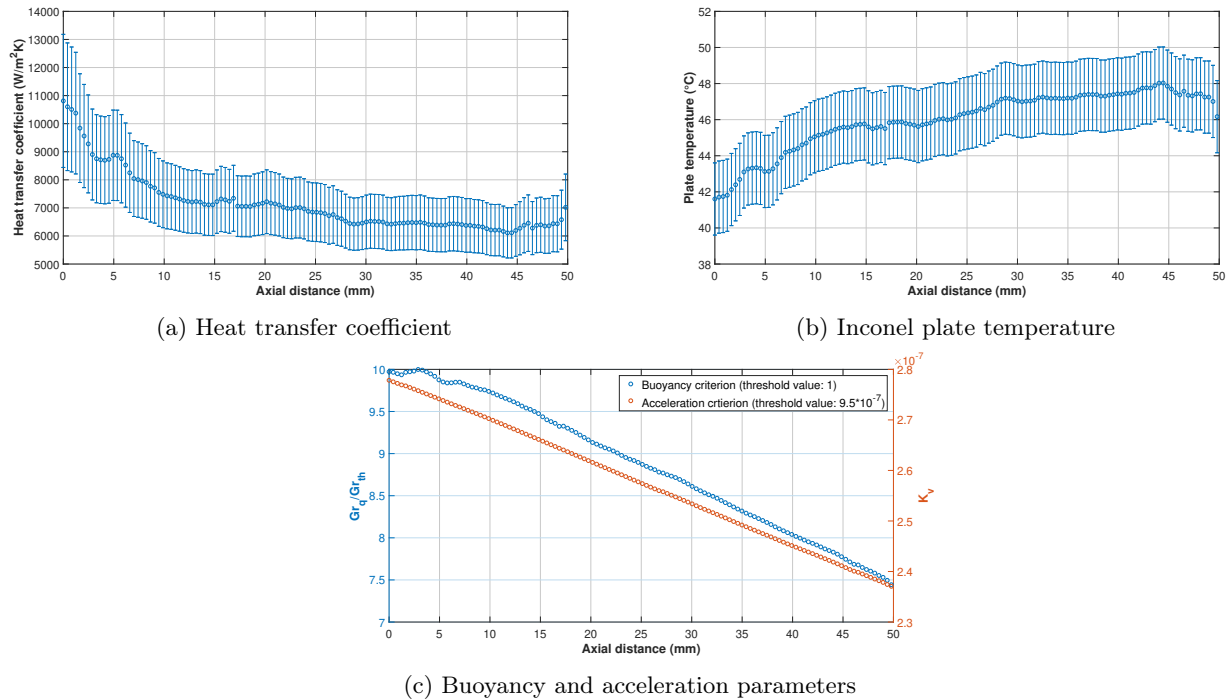 14000
13000
12000
11000
10000
9000
8000
7000
6000
5000
0 5 10 15 20 25 30 35 40 45 50
Heat transfer coefficient (W/m²K)
Axial distance (mm)
(a) Heat transfer coefficient
52
50
48
46
44
42
40
38
0 5 10 15 20 25 30 35 40 45 50
Plate temperature (°C)
Axial distance (mm)
(b) Inconel plate temperature
10
9.5
9
8.5
8
7.5
7
Gr_q/Gr_th
Buoyancy criterion (threshold value: 1)
Acceleration crtierion (threshold value: 9.5*10⁻⁷)
×10⁻⁷
2.8
2.7
2.6
2.5
2.4
2.3
K_v
0 5 10 15 20 25 30 35 40 45 50
Axial distance (mm)
(c) Buoyancy and acceleration parameters